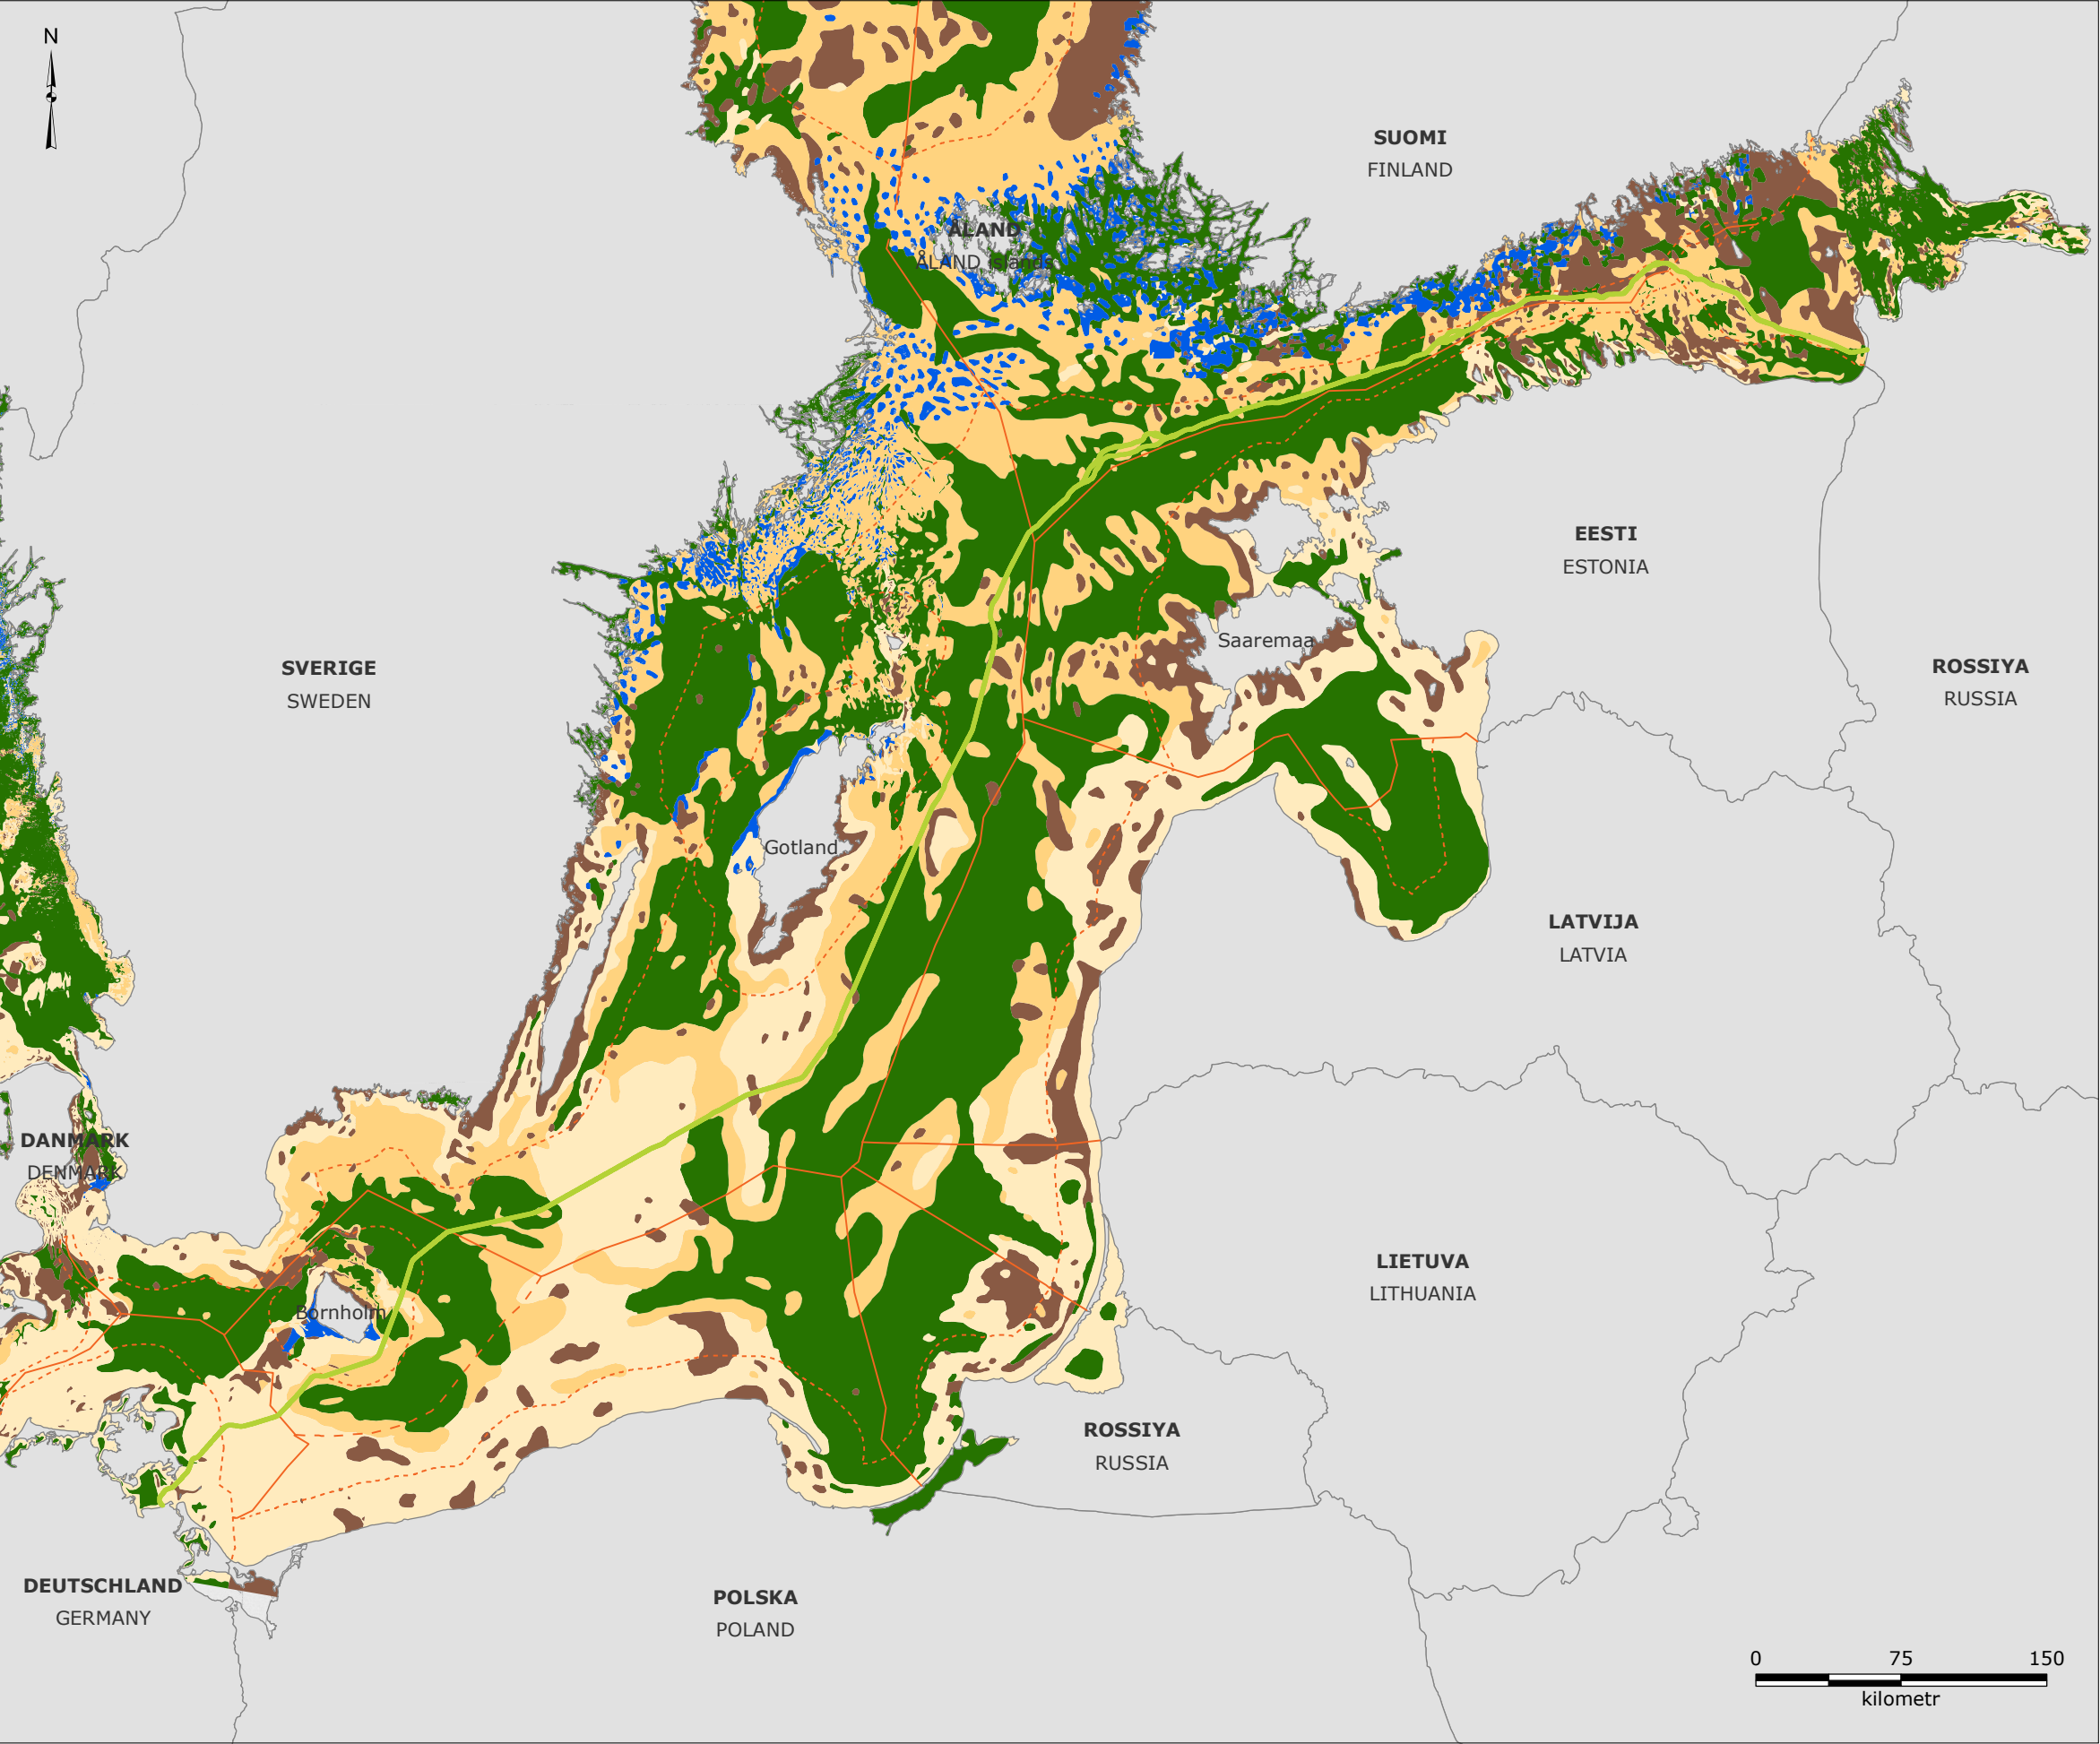 N
SUOMI
FINLAND
ÅLAND
ÅLAND Islands
EESTI
ESTONIA
Saaremaa
SVERIGE
SWEDEN
ROSSIYA
RUSSIA
Gotland
LATVIJA
LATVIA
DANMARK
DENMARK
LIETUVA
LITHUANIA
Bornholm
ROSSIYA
RUSSIA
DEUTSCHLAND
GERMANY
POLSKA
POLAND
0 75 150
kilometr